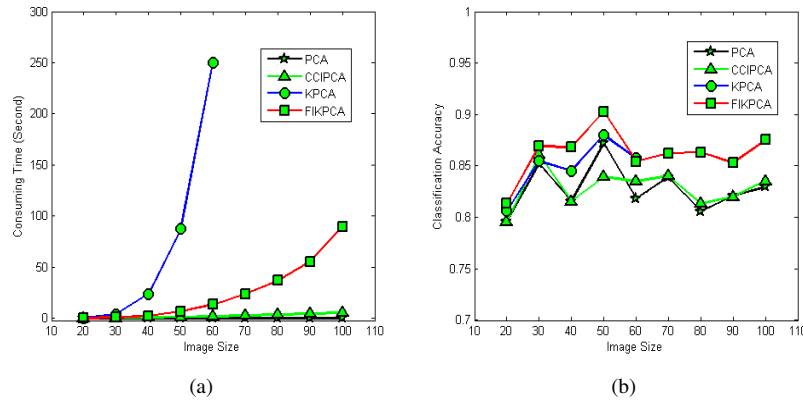 300
250
200
150
100
50
0
Consuming Time (Second)
10 20 30 40 50 60 70 80 90 100 110
Image Size
PCA
CCIPCA
KPCA
FIKPCA
(a)
1
0.95
0.9
0.85
0.8
0.75
0.7
Classification Accuracy
10 20 30 40 50 60 70 80 90 100 110
Image Size
PCA
CCIPCA
KPCA
FIKPCA
(b)